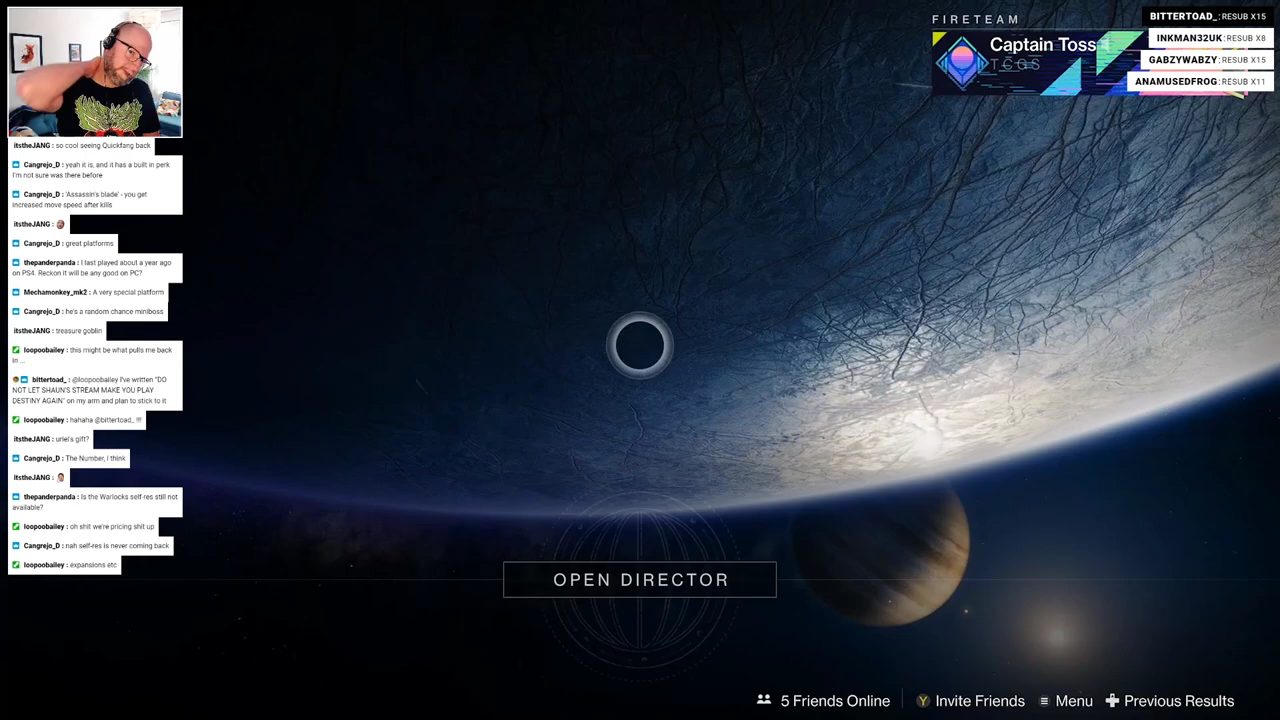 FIRETEAM
Captain Toss
TCGS
BITTERTOAD_: RESUB X15
INKMAN32UK: RESUB X8
GABZYWABZY: RESUB X15
ANAMUSEDFROG: RESUB X11
itstheJANG : so cool seeing Quickfang back
Cangrejo_D : yeah it is, and it has a built in perk
I'm not sure was there before
Cangrejo_D : 'Assassin's blade' - you get
increased move speed after kills
itstheJANG :
Cangrejo_D : great platforms
thepanderpanda : I last played about a year ago
on PS4. Reckon it will be any good on PC?
Mechamonkey_mk2 : A very special platform
Cangrejo_D : he's a random chance miniboss
itstheJANG : treasure goblin
loopoobailey : this might be what pulls me back
in ...
bittertoad_ : @loopoobailey I've written "DO
NOT LET SHAUN'S STREAM MAKE YOU PLAY
DESTINY AGAIN" on my arm and plan to stick to it
loopoobailey : hahaha @bittertoad_ !!!
itstheJANG : uriel's gift?
Cangrejo_D : The Number, I think
itstheJANG :
thepanderpanda : Is the Warlocks self-res still not
available?
loopoobailey : oh shit we're pricing shit up
Cangrejo_D : nah self-res is never coming back
loopoobailey : expansions etc
OPEN DIRECTOR
5 Friends Online
Y Invite Friends
Menu
Previous Results